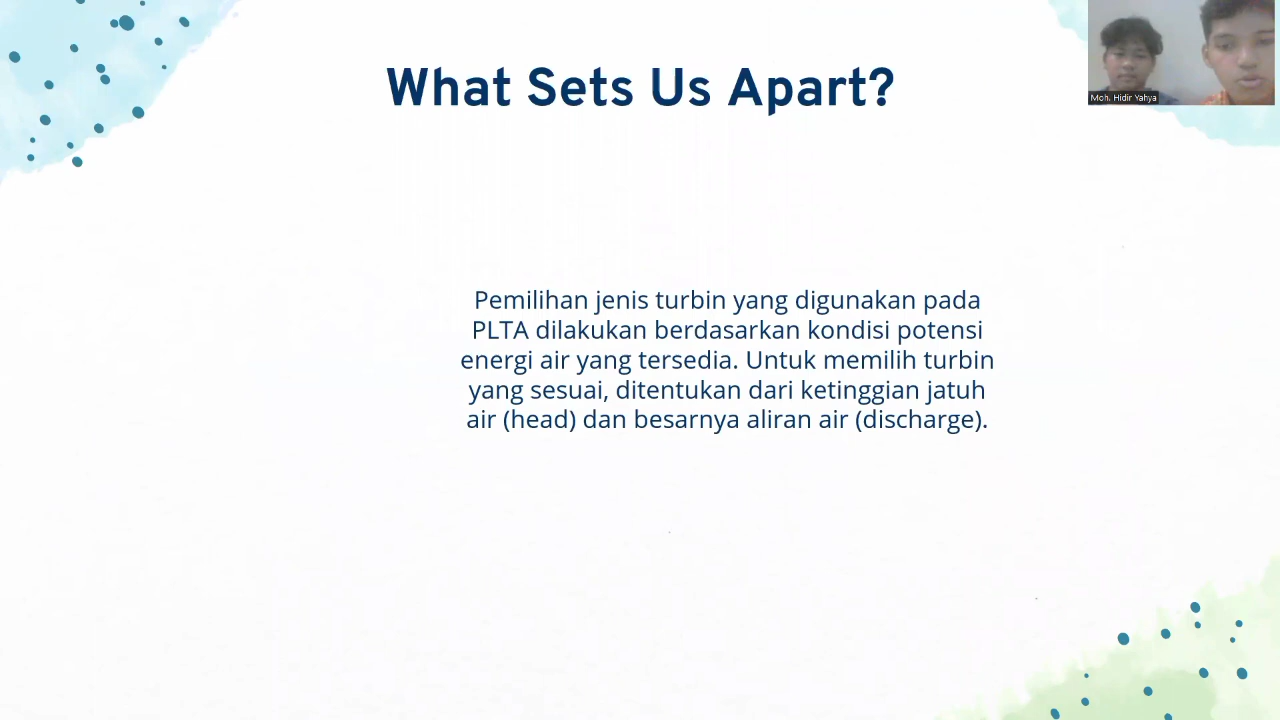 What Sets Us Apart?
Moh. Hidir Yahya
Pemilihan jenis turbin yang digunakan pada
PLTA dilakukan berdasarkan kondisi potensi
energi air yang tersedia. Untuk memilih turbin
yang sesuai, ditentukan dari ketinggian jatuh
air (head) dan besarnya aliran air (discharge).